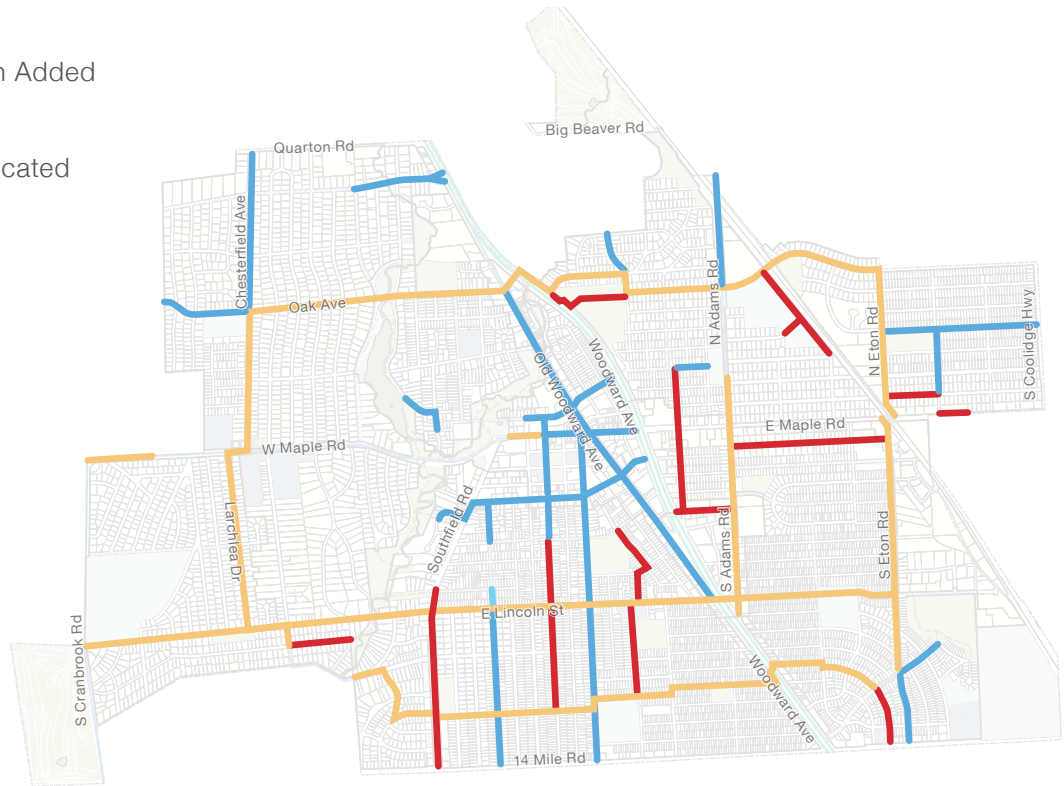 Added
cated
Big Beaver Rd
Quarton Rd
Chesterfield Ave
Oak Ave
N Adams Rd
N Eton Rd
S Coolidge Hwy
Woodward Ave
Old Woodward Ave
E Maple Rd
W Maple Rd
Southfield Rd
Larchlea Dr
S Adams Rd
S Eton Rd
E Lincoln St
S Cranbrook Rd
Woodward Ave
14 Mile Rd